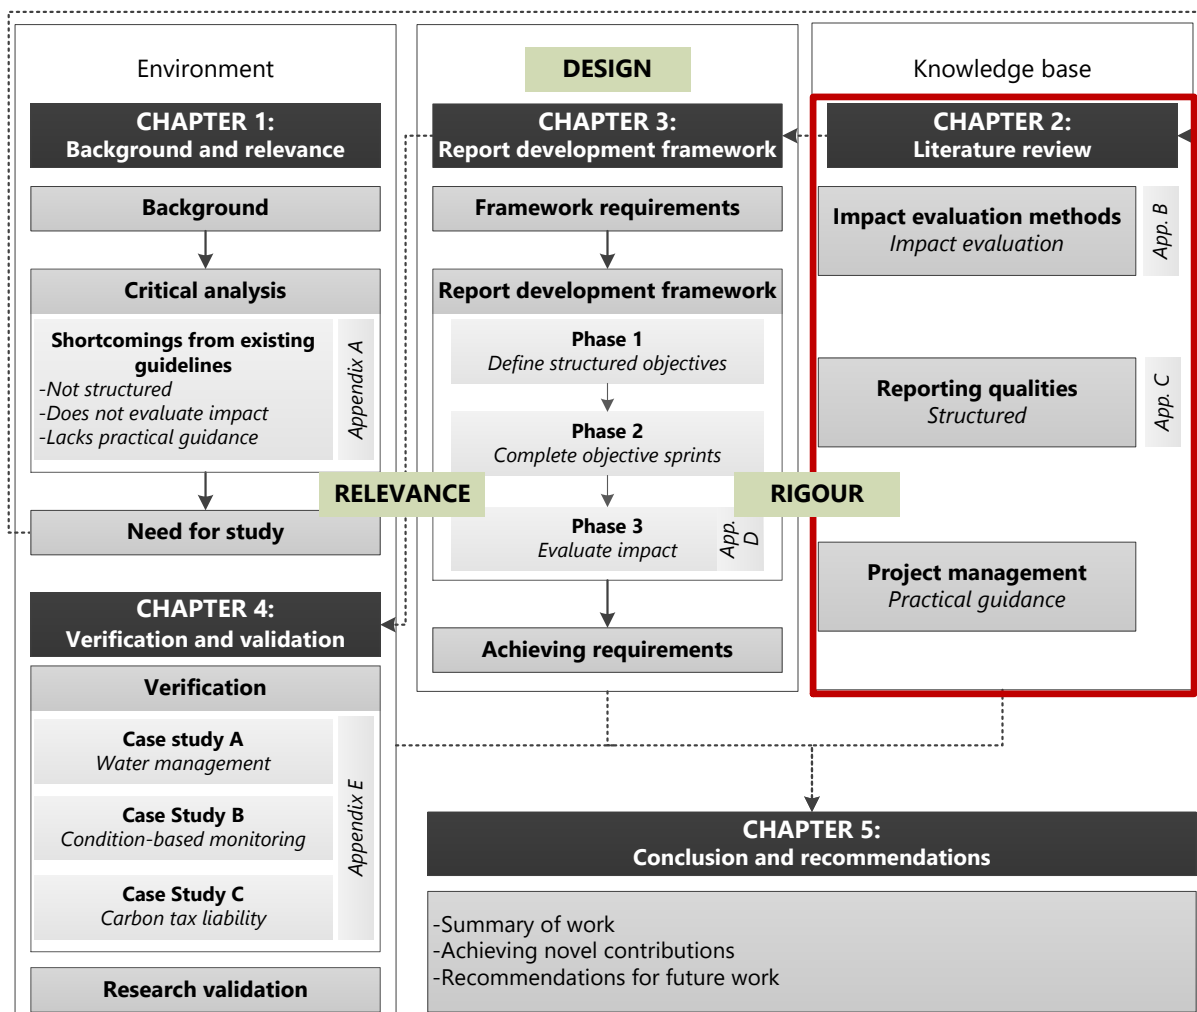 Environment
CHAPTER 1:
Background and relevance
Background
Critical analysis
Shortcomings from existing
guidelines
-Not structured
-Does not evaluate impact
-Lacks practical guidance
Appendix A
Need for study
RELEVANCE
CHAPTER 4:
Verification and validation
Verification
Case study A
Water management
Case Study B
Condition-based monitoring
Case Study C
Carbon tax liability
Appendix E
Research validation
DESIGN
CHAPTER 3:
Report development framework
Framework requirements
Report development framework
Phase 1
Define structured objectives
Phase 2
Complete objective sprints
Phase 3
Evaluate impact
App.
D
Achieving requirements
RIGOUR
Knowledge base
CHAPTER 2:
Literature review
Impact evaluation methods
Impact evaluation
App. B
Reporting qualities
Structured
App. C
Project management
Practical guidance
CHAPTER 5:
Conclusion and recommendations
-Summary of work
-Achieving novel contributions
-Recommendations for future work